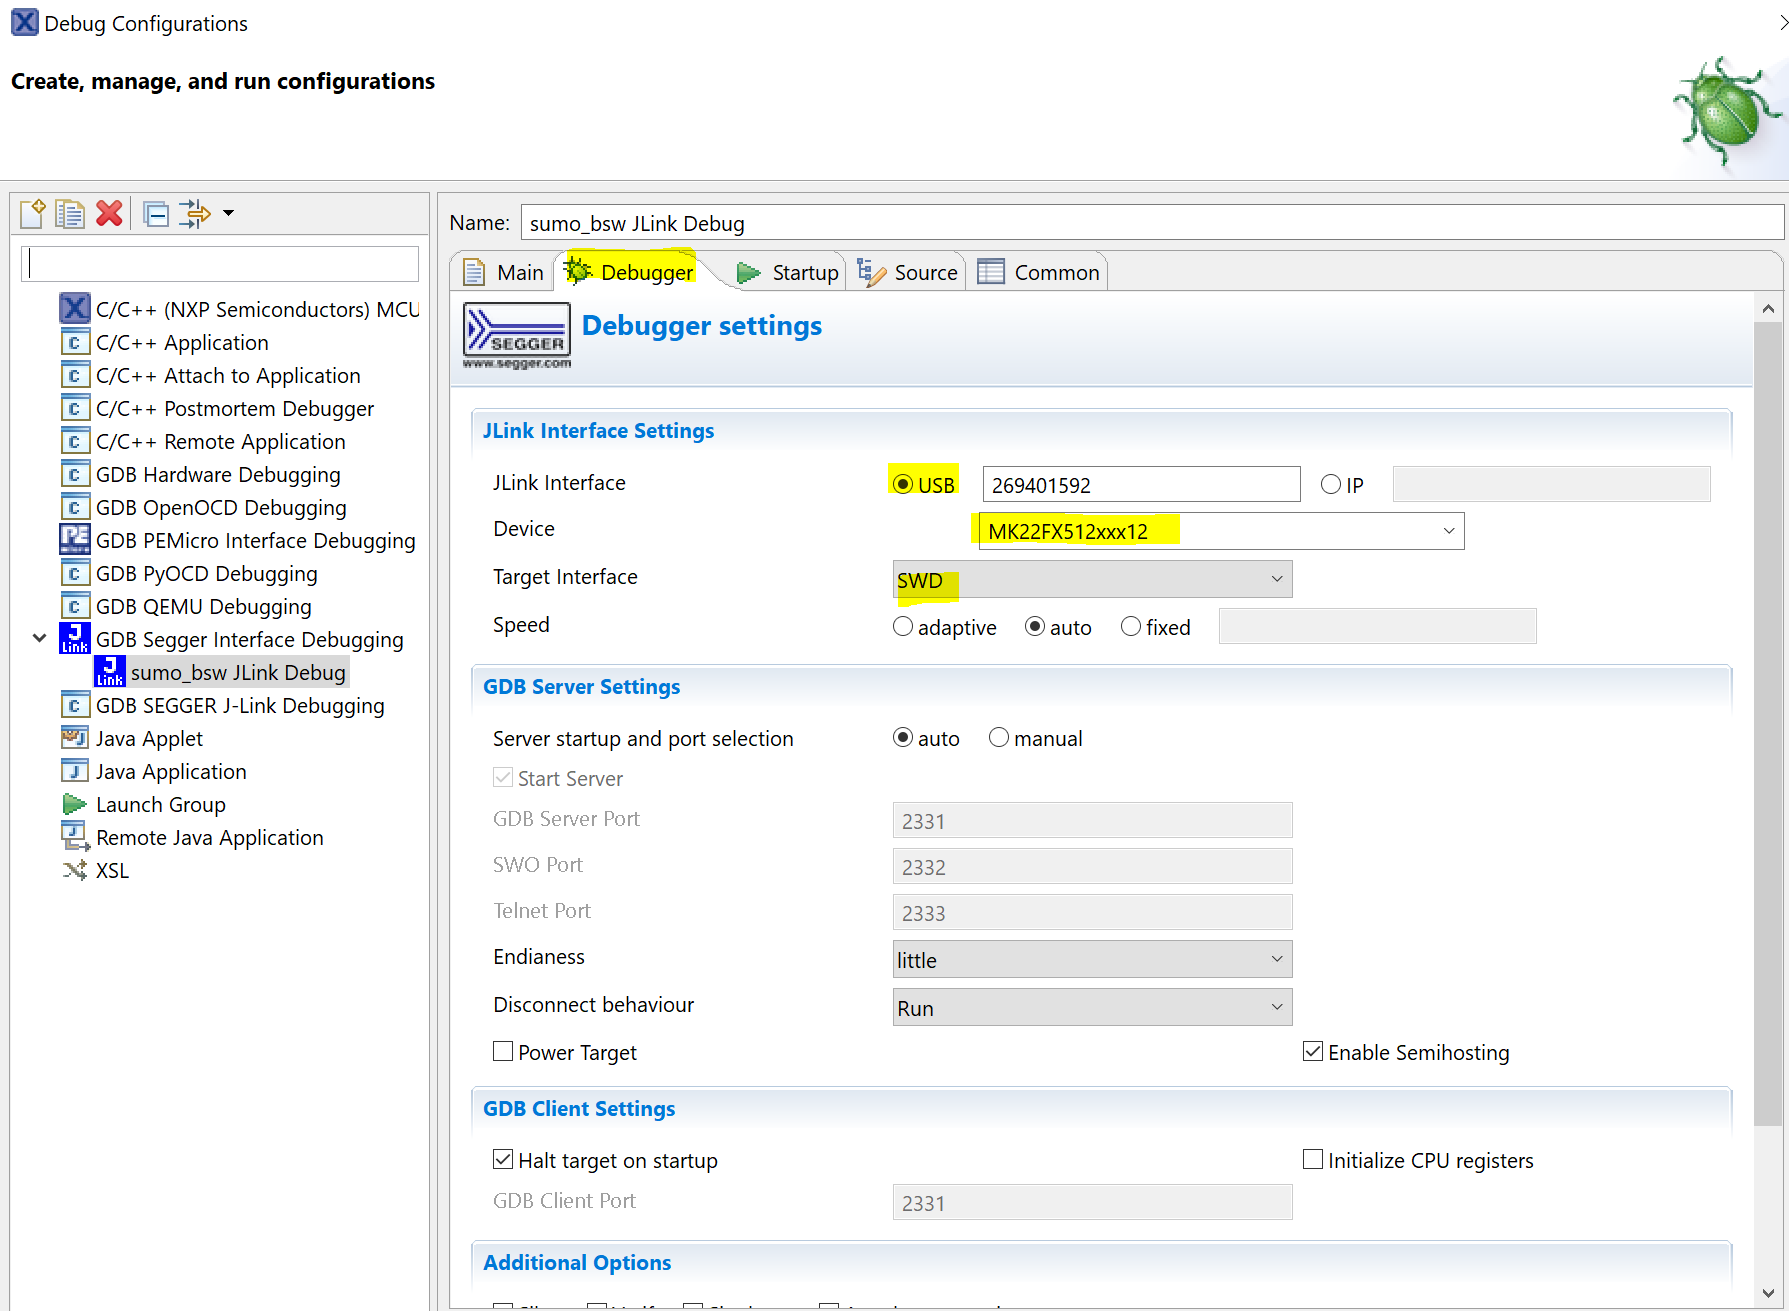 Debug Configurations
Create, manage, and run configurations
C/C++ (NXP Semiconductors) MCU
C/C++ Application
C/C++ Attach to Application
C/C++ Postmortem Debugger
C/C++ Remote Application
GDB Hardware Debugging
GDB OpenOCD Debugging
GDB PEMicro Interface Debugging
GDB PyOCD Debugging
GDB QEMU Debugging
GDB Segger Interface Debugging
sumo_bsw JLink Debug
GDB SEGGER J-Link Debugging
Java Applet
Java Application
Launch Group
Remote Java Application
XSL
Name: sumo_bsw JLink Debug
Main Debugger Startup Source Common
SEGGER
www.segger.com
Debugger settings
JLink Interface Settings
JLink Interface USB 269401592 IP
Device MK22FX512xxx12
Target Interface SWD
Speed adaptive auto fixed
GDB Server Settings
Server startup and port selection auto manual
Start Server
GDB Server Port 2331
SWO Port 2332
Telnet Port 2333
Endianess little
Disconnect behaviour Run
Power Target Enable Semihosting
GDB Client Settings
Halt target on startup Initialize CPU registers
GDB Client Port 2331
Additional Options